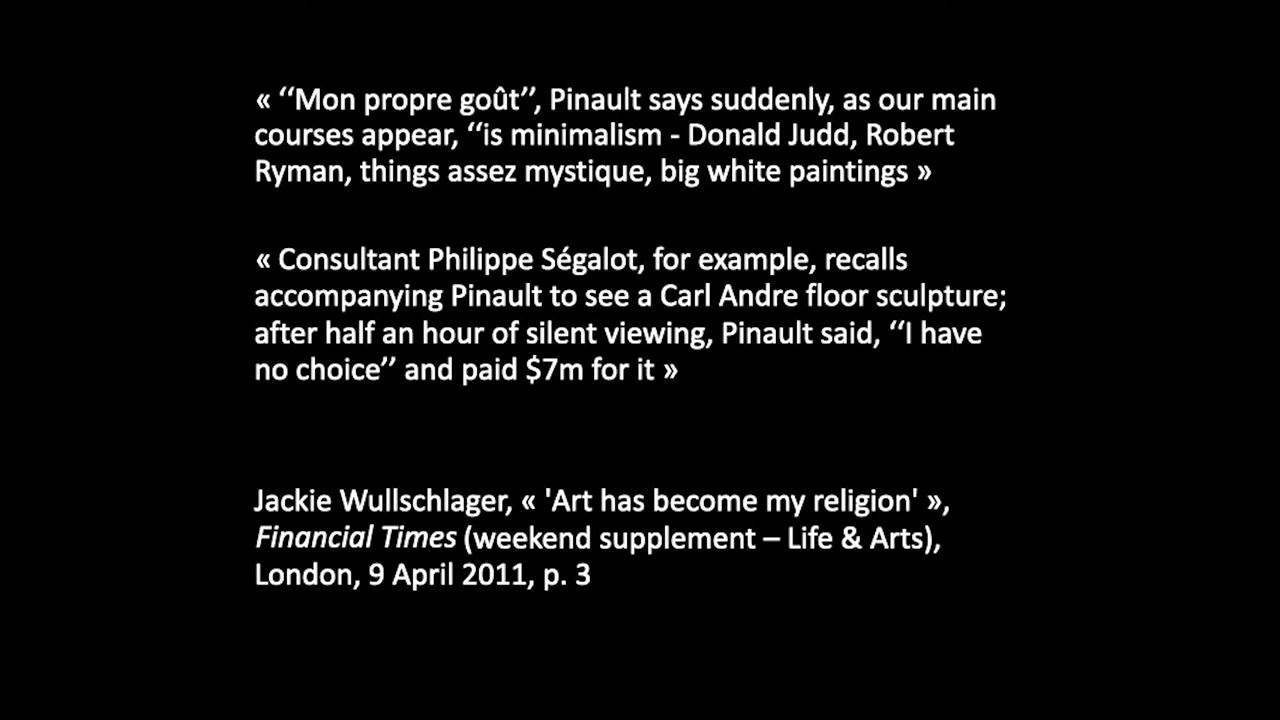 « ‘‘Mon propre goût’’, Pinault says suddenly, as our main
courses appear, ‘‘is minimalism - Donald Judd, Robert
Ryman, things assez mystique, big white paintings »
« Consultant Philippe Ségalot, for example, recalls
accompanying Pinault to see a Carl Andre floor sculpture;
after half an hour of silent viewing, Pinault said, ‘‘I have
no choice’’ and paid $7m for it »
Jackie Wullschlager, « 'Art has become my religion' »,
Financial Times (weekend supplement – Life & Arts),
London, 9 April 2011, p. 3